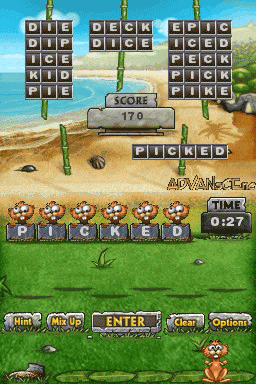 DIE DECK EPIC
DIP DICE ICED
ICE PECK
KID PICK
PIE PIKE
SCORE
170
PICKED
TIME
0:27
PICKED
Hint Mix Up ENTER Clear Options